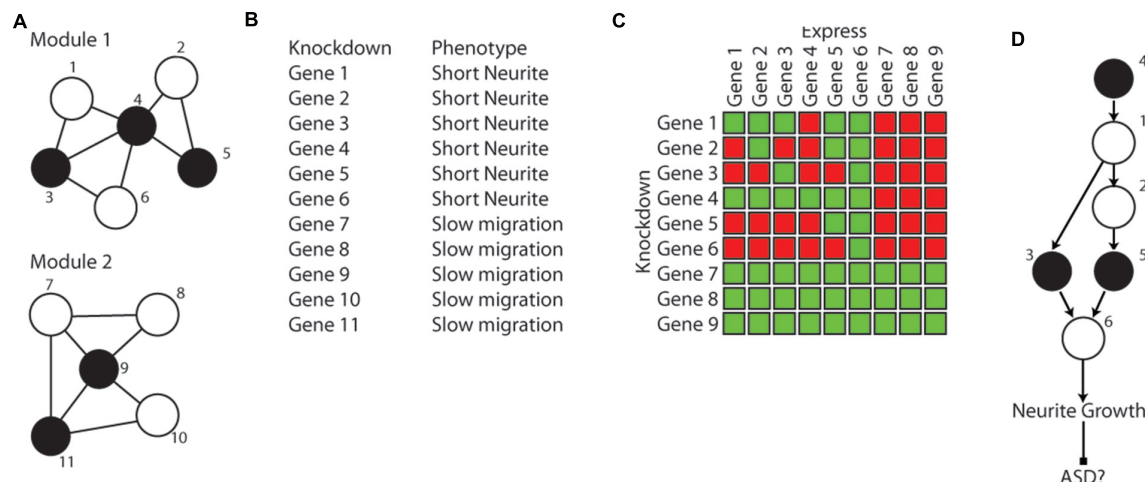 A
Module 1
1
2
4
3
5
6
Module 2
7
8
9
10
11
B
Knockdown Phenotype
Gene 1 Short Neurite
Gene 2 Short Neurite
Gene 3 Short Neurite
Gene 4 Short Neurite
Gene 5 Short Neurite
Gene 6 Short Neurite
Gene 7 Slow migration
Gene 8 Slow migration
Gene 9 Slow migration
Gene 10 Slow migration
Gene 11 Slow migration
C
Express
Gene 1
Gene 2
Gene 3
Gene 4
Gene 5
Gene 6
Gene 7
Gene 8
Gene 9
Knockdown
Gene 1
Gene 2
Gene 3
Gene 4
Gene 5
Gene 6
Gene 7
Gene 8
Gene 9
D
4
1
2
3
5
6
Neurite Growth
ASD?